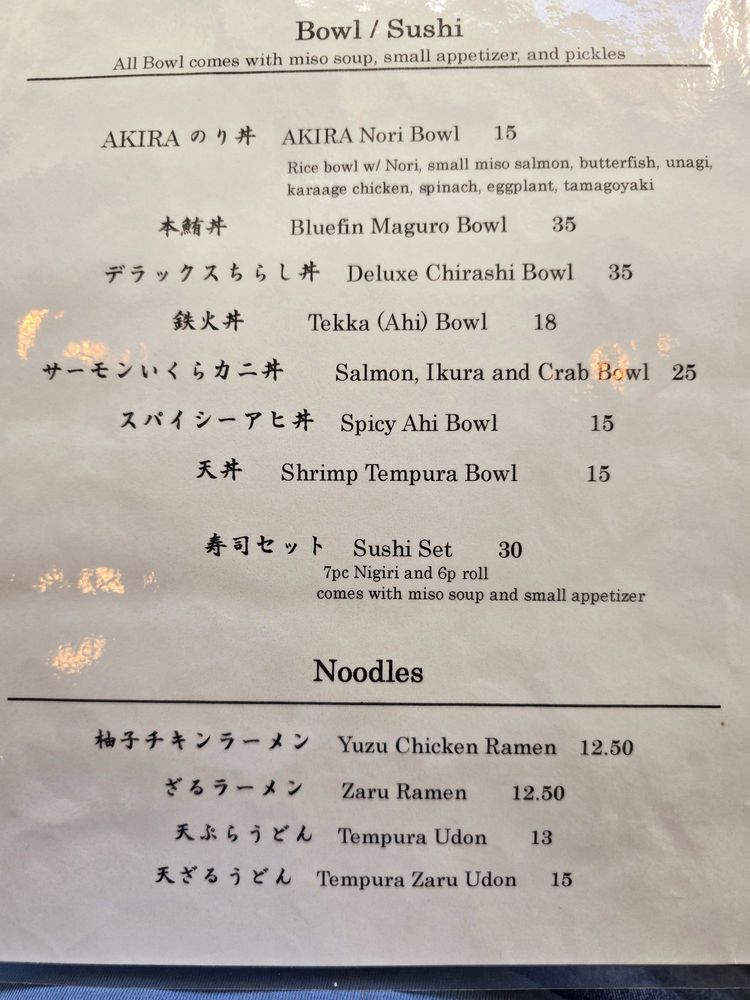 Bowl / Sushi
All Bowl comes with miso soup, small appetizer, and pickles
AKIRA のり丼 AKIRA Nori Bowl 15
Rice bowl w/ Nori, small miso salmon, butterfish, unagi,
karaage chicken, spinach, eggplant, tamagoyaki
本鮪丼 Bluefin Maguro Bowl 35
デラックスちらし丼 Deluxe Chirashi Bowl 35
鉄火丼 Tekka (Ahi) Bowl 18
サーモンいくらカニ丼 Salmon, Ikura and Crab Bowl 25
スパイシーアヒ丼 Spicy Ahi Bowl 15
天丼 Shrimp Tempura Bowl 15
寿司セット Sushi Set 30
7pc Nigiri and 6p roll
comes with miso soup and small appetizer
Noodles
柚子チキンラーメン Yuzu Chicken Ramen 12.50
ざるラーメン Zaru Ramen 12.50
天ぷらうどん Tempura Udon 13
天ざるうどん Tempura Zaru Udon 15